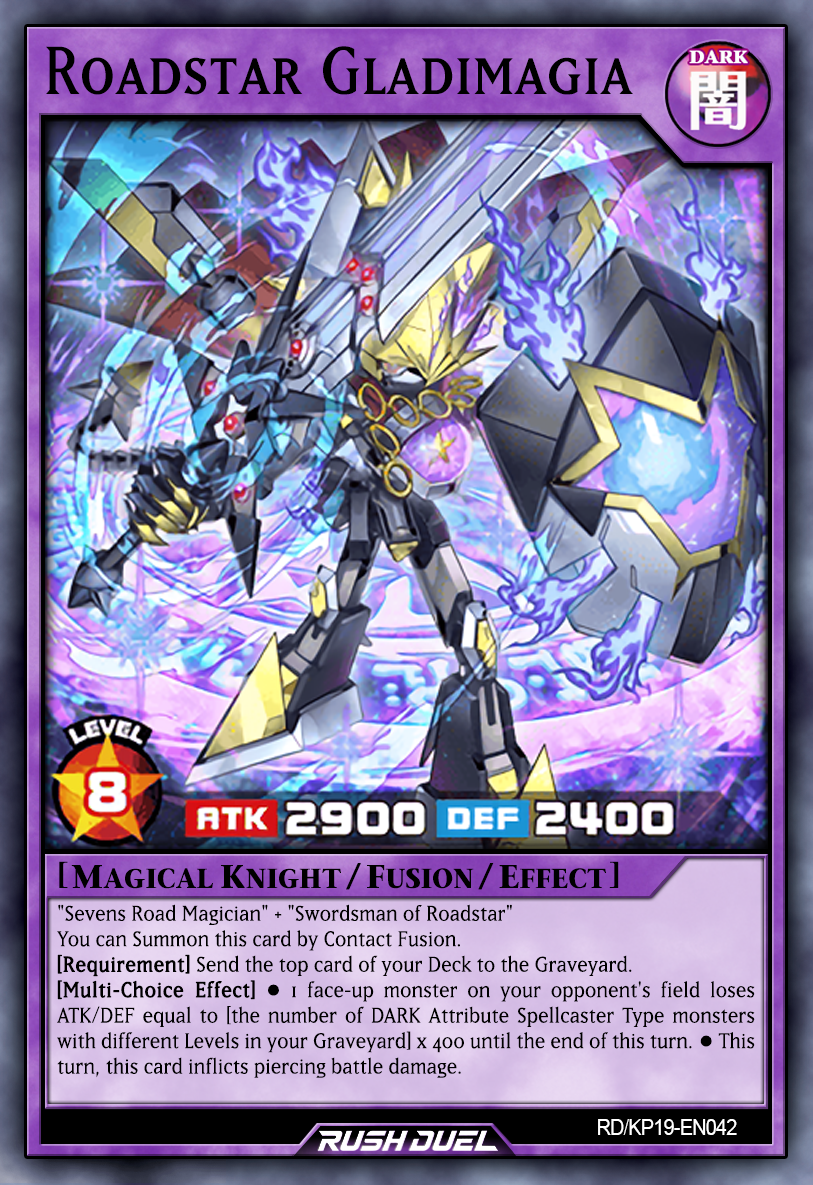 Roadstar Gladimagia
DARK
闇
LEVEL
8
ATK 2900 DEF 2400
[Magical Knight / Fusion / Effect]
"Sevens Road Magician" + "Swordsman of Roadstar"
You can Summon this card by Contact Fusion.
[Requirement] Send the top card of your Deck to the Graveyard.
[Multi-Choice Effect] ● 1 face-up monster on your opponent's field loses
ATK/DEF equal to [the number of DARK Attribute Spellcaster Type monsters
with different Levels in your Graveyard] x 400 until the end of this turn. ● This
turn, this card inflicts piercing battle damage.
RD/KP19-EN042
RUSH DUEL